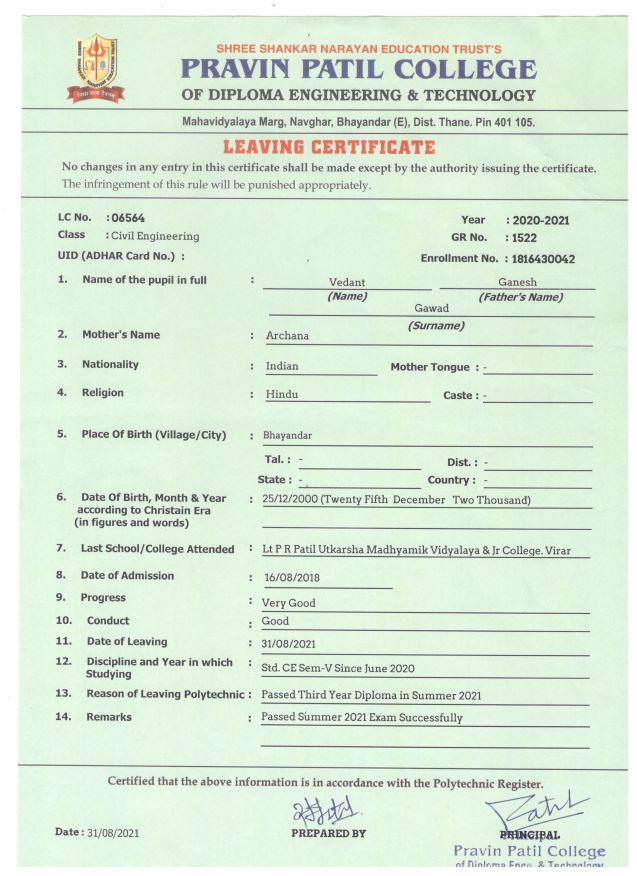 SHREE SHANKAR NARAYAN EDUCATION TRUST'S
PRAVIN PATIL COLLEGE
OF DIPLOMA ENGINEERING & TECHNOLOGY
Mahavidyalaya Marg, Navghar, Bhayandar (E), Dist. Thane. Pin 401 105.
LEAVING CERTIFICATE
No changes in any entry in this certificate shall be made except by the authority issuing the certificate.
The infringement of this rule will be punished appropriately.
LC No. : 06564 Year : 2020-2021
Class : Civil Engineering GR No. : 1522
UID (ADHAR Card No.) : Enrollment No. : 1816430042
1. Name of the pupil in full : Vedant Ganesh
(Name) (Father's Name)
Gawad
(Surname)
2. Mother's Name : Archana
3. Nationality : Indian Mother Tongue : -
4. Religion : Hindu Caste : -
5. Place Of Birth (Village/City) : Bhayandar
Tal. : - Dist. : -
State : - Country : -
6. Date Of Birth, Month & Year : 25/12/2000 (Twenty Fifth December Two Thousand)
according to Christain Era
(in figures and words)
7. Last School/College Attended : Lt P R Patil Utkarsha Madhyamik Vidyalaya & Jr College. Virar
8. Date of Admission : 16/08/2018
9. Progress : Very Good
10. Conduct : Good
11. Date of Leaving : 31/08/2021
12. Discipline and Year in which : Std. CE Sem-V Since June 2020
Studying
13. Reason of Leaving Polytechnic : Passed Third Year Diploma in Summer 2021
14. Remarks : Passed Summer 2021 Exam Successfully
Certified that the above information is in accordance with the Polytechnic Register.
Date : 31/08/2021 PREPARED BY PRINCIPAL
Pravin Patil College
of Diploma Engg. & Technology